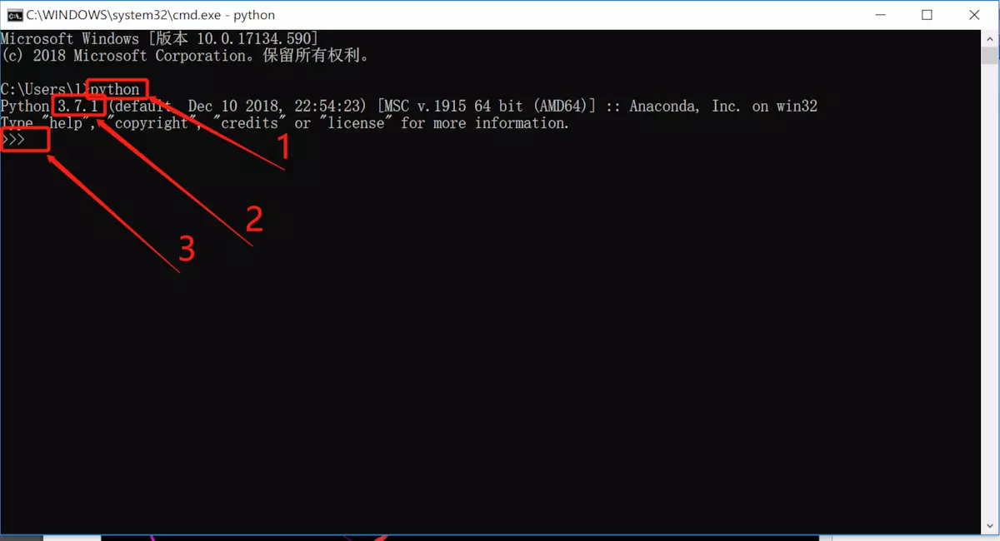 C:\WINDOWS\system32\cmd.exe - python
Microsoft Windows [版本 10.0.17134.590]
(c) 2018 Microsoft Corporation。保留所有权利。
C:\Users\1>python
Python 3.7.1 (default, Dec 10 2018, 22:54:23) [MSC v.1915 64 bit (AMD64)] :: Anaconda, Inc. on win32
Type "help", "copyright", "credits" or "license" for more information.
>>>
1
2
3